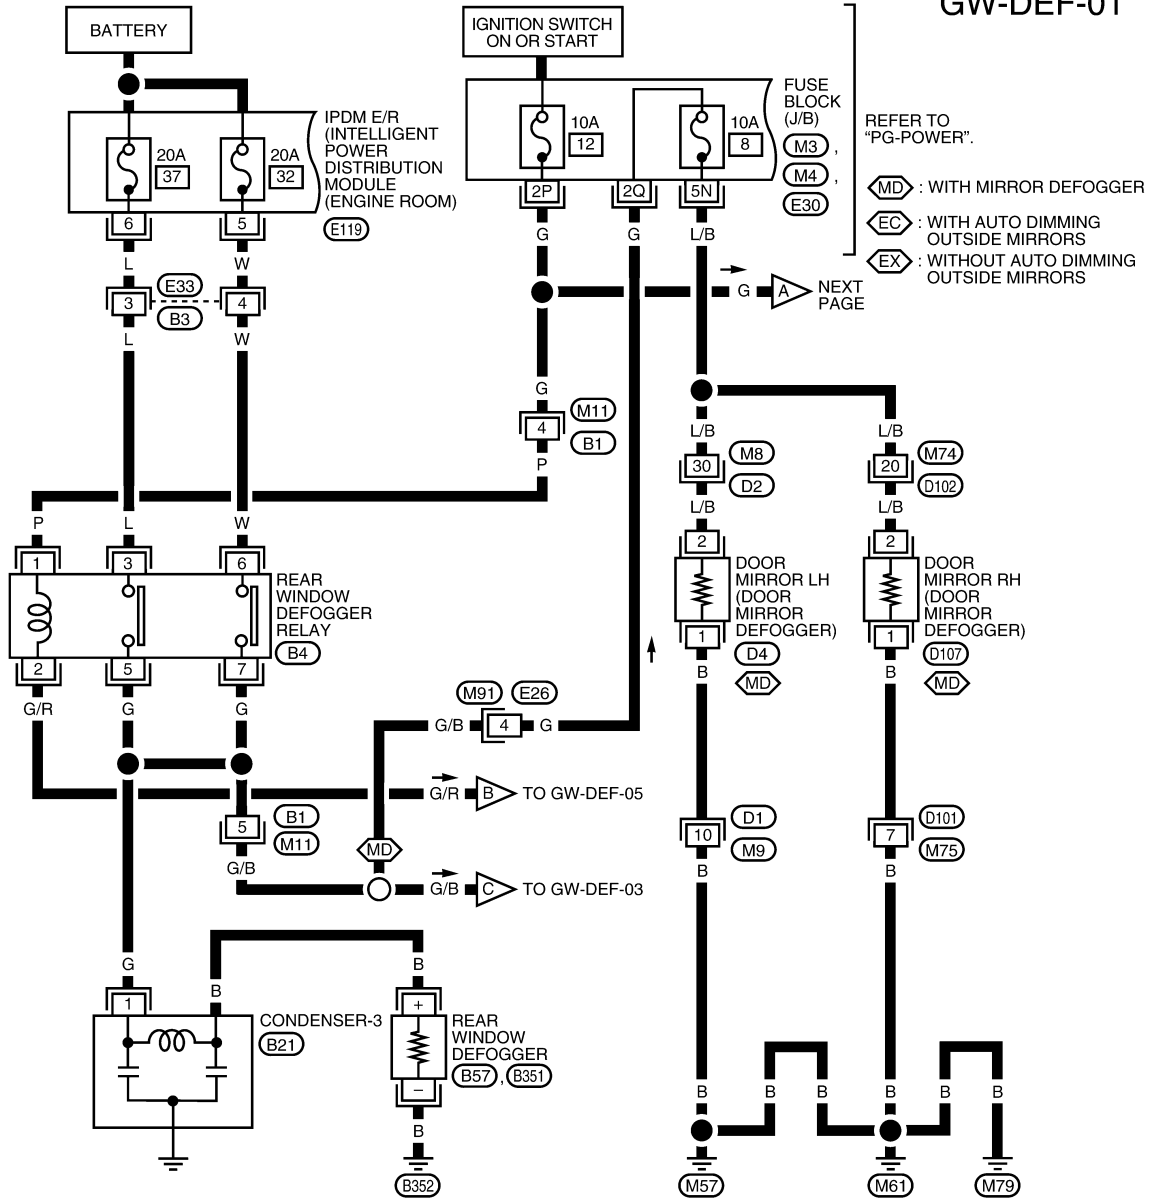 GW-DEF-01
BATTERY
IGNITION SWITCH
ON OR START
IPDM E/R
(INTELLIGENT
POWER
DISTRIBUTION
MODULE
(ENGINE ROOM)
E119
20A
37
20A
32
10A
12
10A
8
FUSE
BLOCK
(J/B)
M3 ,
M4 ,
E30
REFER TO
“PG-POWER”.
MD : WITH MIRROR DEFOGGER
EC : WITH AUTO DIMMING
OUTSIDE MIRRORS
EX : WITHOUT AUTO DIMMING
OUTSIDE MIRRORS
6
5
2P
2Q
5N
L
W
G
G
L/B
3
E33
B3
4
G
A
NEXT
PAGE
L
W
G
4
M11
B1
P
L/B
L/B
30
M8
D2
20
M74
D102
L/B
L/B
P
L
W
1
3
6
REAR
WINDOW
DEFOGGER
RELAY
B4
2
5
7
G/R
G
G
2
DOOR
MIRROR LH
(DOOR
MIRROR
DEFOGGER)
1
D4
MD
B
2
DOOR
MIRROR RH
(DOOR
MIRROR
DEFOGGER)
1
D107
MD
B
M91
E26
G/B
4
G
G/R
B
TO GW-DEF-05
5
B1
M11
MD
G/B
G/B
C
TO GW-DEF-03
10
D1
M9
B
7
D101
M75
B
G
B
B
1
+
CONDENSER-3
B21
REAR
WINDOW
DEFOGGER
B57 , B351
−
B
B352
B
B
B
B
B
B
M57
M61
M79